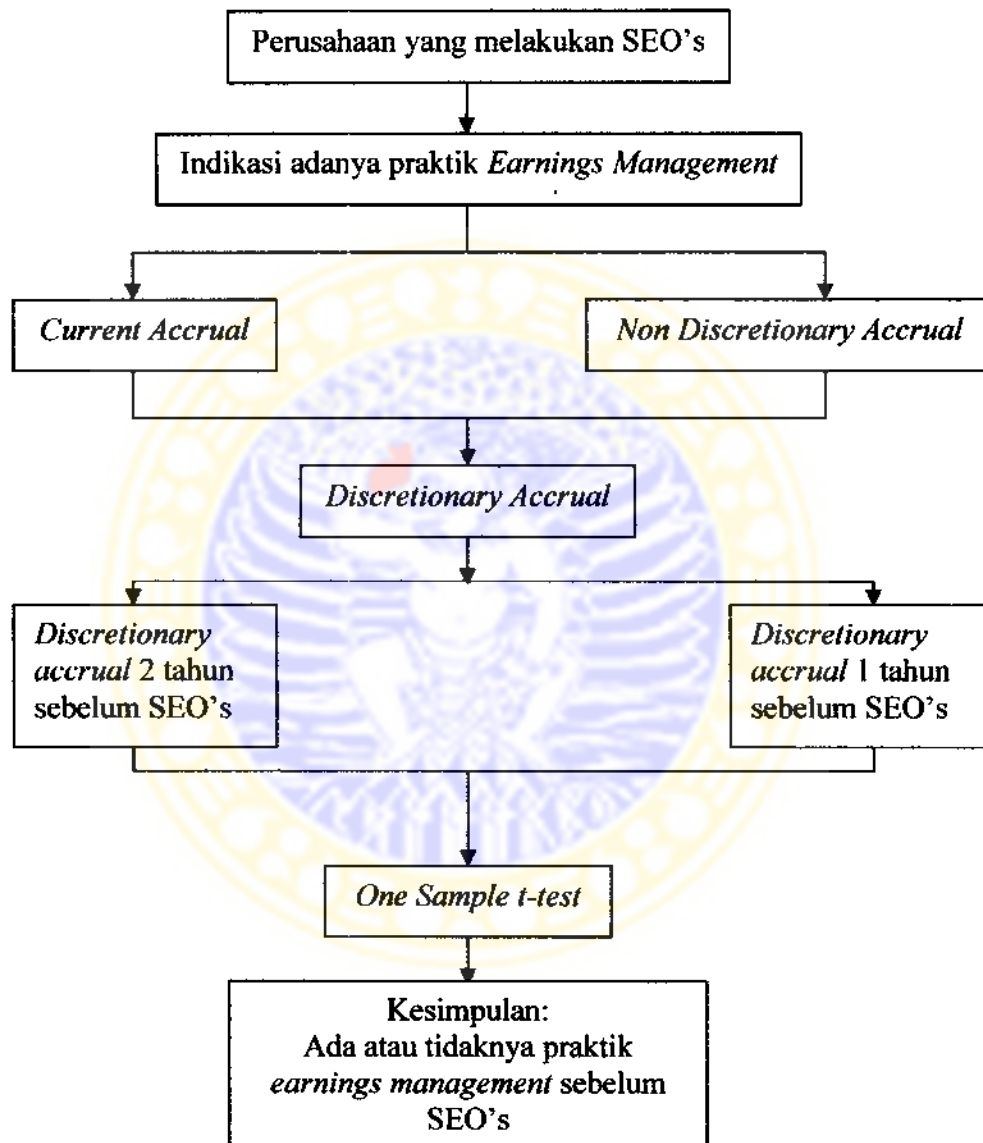 Perusahaan yang melakukan SEO's
Indikasi adanya praktik Earnings Management
Current Accrual
Non Discretionary Accrual
Discretionary Accrual
Discretionary
accrual 2 tahun
sebelum SEO's
Discretionary
accrual 1 tahun
sebelum SEO's
One Sample t-test
Kesimpulan:
Ada atau tidaknya praktik
earnings management sebelum
SEO's